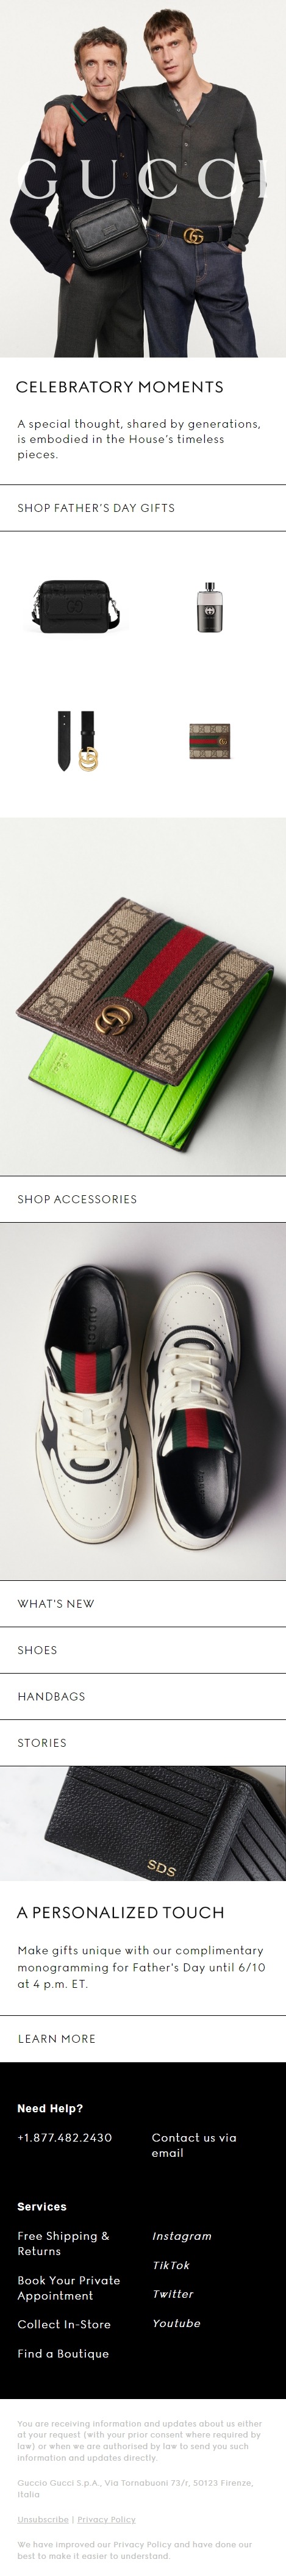 GUCCI
CELEBRATORY MOMENTS
A special thought, shared by generations,
is embodied in the House's timeless
pieces.
SHOP FATHER'S DAY GIFTS
SHOP ACCESSORIES
WHAT'S NEW
SHOES
HANDBAGS
STORIES
SDS
A PERSONALIZED TOUCH
Make gifts unique with our complimentary
monogramming for Father's Day until 6/10
at 4 p.m. ET.
LEARN MORE
Need Help?
+1.877.482.2430
Contact us via
email
Services
Free Shipping &
Returns
Book Your Private
Appointment
Collect In-Store
Find a Boutique
Instagram
TikTok
Twitter
Youtube
You are receiving information and updates about us either
at your request (with your prior consent where required by
law) or when we are authorised by law to send you such
information and updates directly.
Guccio Gucci S.p.A., Via Tornabuoni 73/r, 50123 Firenze,
Italia
Unsubscribe | Privacy Policy
We have improved our Privacy Policy and have done our
best to make it easier to understand.